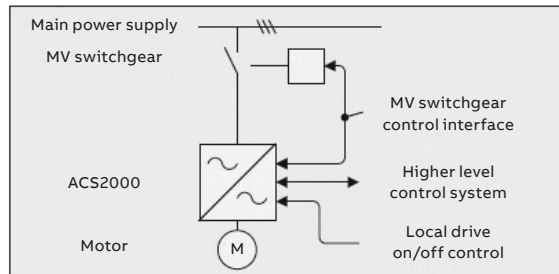 Main power supply
MV switchgear
MV switchgear
control interface
ACS2000
Higher level
control system
Motor
M
Local drive
on/off control